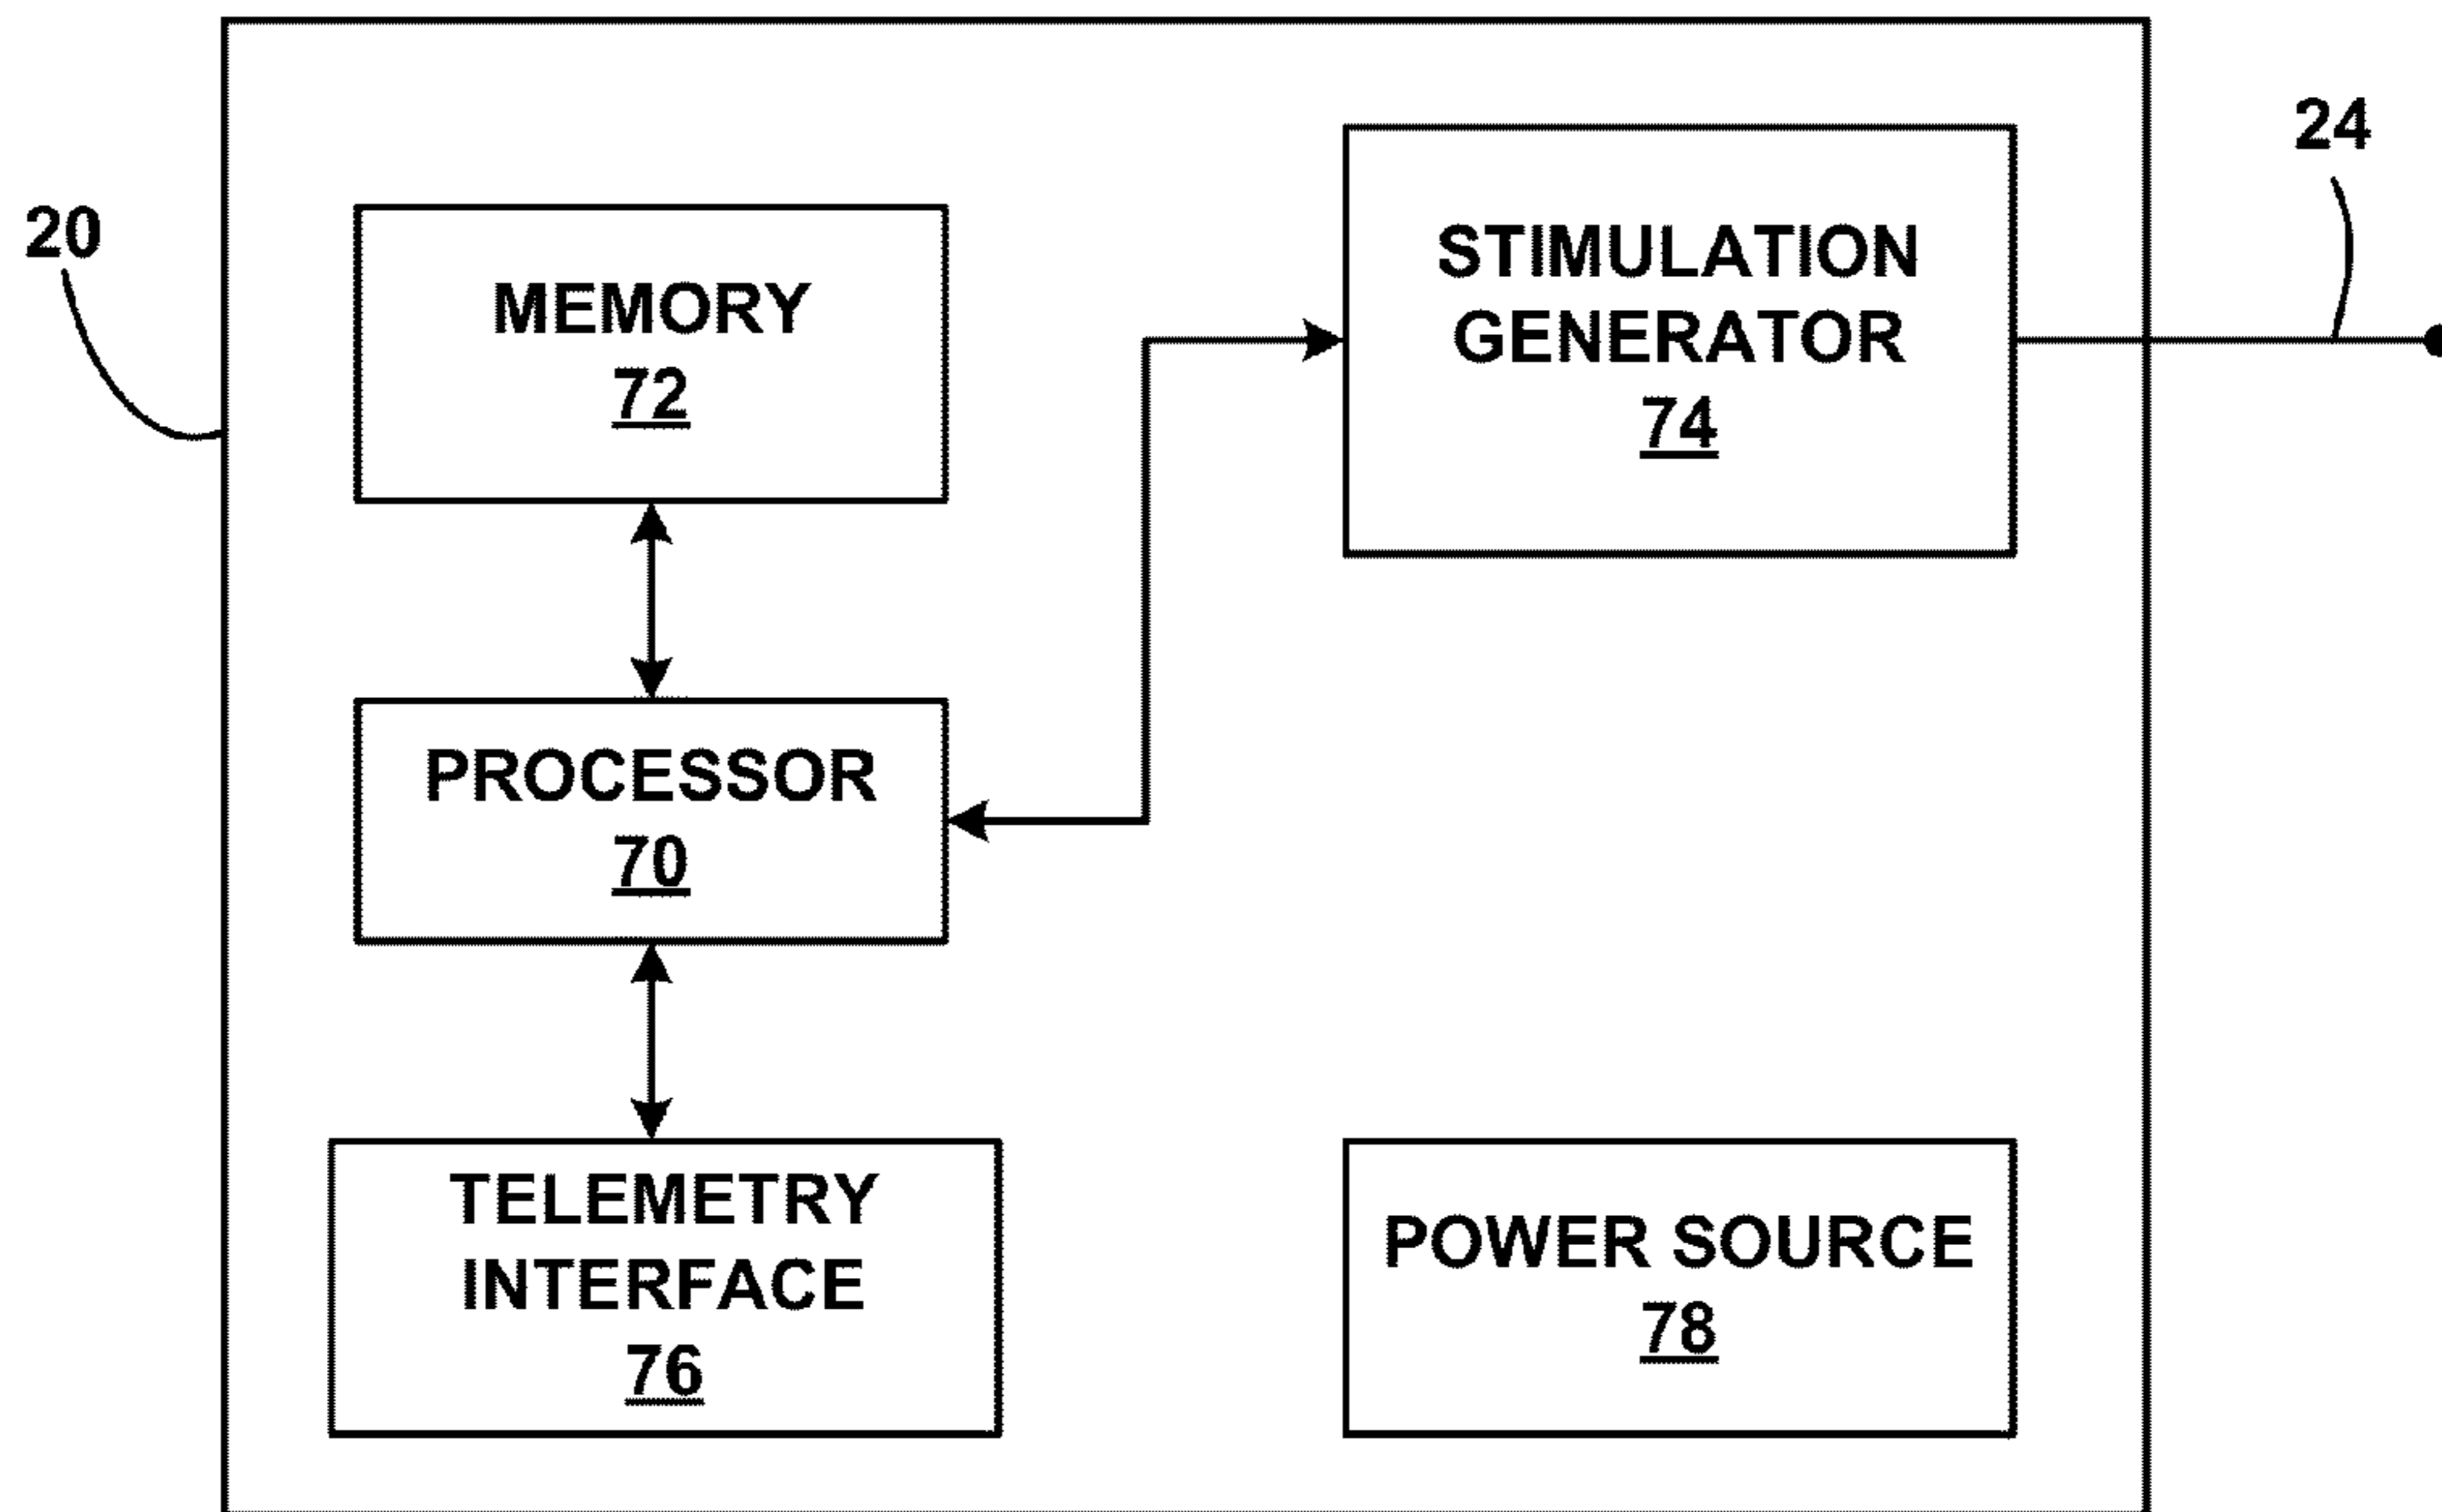 20
24
MEMORY
72
STIMULATION
GENERATOR
74
PROCESSOR
70
TELEMETRY
INTERFACE
76
POWER SOURCE
78